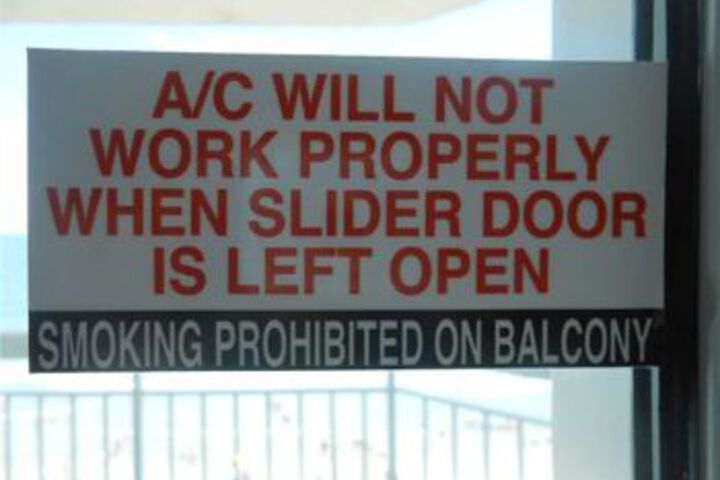 A/C WILL NOT
WORK PROPERLY
WHEN SLIDER DOOR
IS LEFT OPEN
SMOKING PROHIBITED ON BALCONY